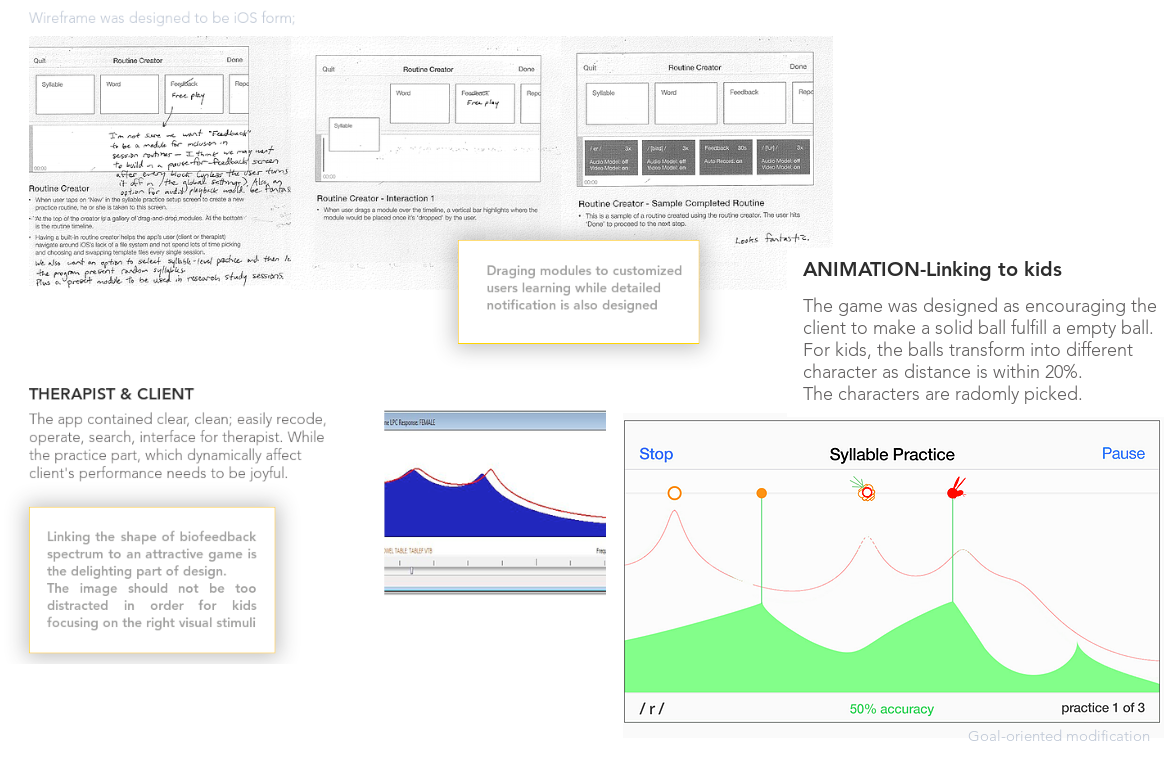 Wireframe was designed to be iOS form;
Quit Routine Creator Done
Syllable Word Feedback Repo
Free play
I'm not sure we want "Feedback"
to be a module for inclusion in
session routines - I think we may want
to build in a pause-for-feedback screen
after every block (unless the user turns
it off in the global settings). Also, an
option for audio playback would be fantas
00:00
Routine Creator
• When user taps on 'New' in the syllable practice setup screen to create a new
practice routine, he or she is taken to this screen.
• At the top of the creator is a gallery of drag-and-drop modules. At the bottom
is the routine timeline.
• Having a built-in routine creator helps the app's user (client or therapist)
navigate around iOS's lack of a file system and not spend lots of time picking
and choosing and swapping template files every single session.
We also want an option to select syllable-level practice and then
the program present random syllables.
Plus a preset module to be used in research study sessions.
Quit Routine Creator Done
Word Feedback Repo
Free play
Syllable
00:00
Routine Creator - Interaction 1
• When user drags a module over the timeline, a vertical bar highlights where the
module would be placed once it's 'dropped' by the user.
Quit Routine Creator Done
Syllable Word Feedback Repo
/ er / 3x
Audio Model: off
Video Model: off
3x
Audio Model: off
Video Model: off
Feedback 30s
Auto Record: on
3x
Audio Model: off
Video Model: on
00:00
Routine Creator - Sample Completed Routine
• This is a sample of a routine created using the routine creator. The user hits
'Done' to proceed to the next step.
Looks fantastic.
Draging modules to customized
users learning while detailed
notification is also designed
ANIMATION-Linking to kids
The game was designed as encouraging the
client to make a solid ball fulfill a empty ball.
For kids, the balls transform into different
character as distance is within 20%.
The characters are radomly picked.
THERAPIST & CLIENT
The app contained clear, clean; easily recode,
operate, search, interface for therapist. While
the practice part, which dynamically affect
client's performance needs to be joyful.
Linking the shape of biofeedback
spectrum to an attractive game is
the delighting part of design.
The image should not be too
distracted in order for kids
focusing on the right visual stimuli
me LPC Response: FEMALE
OWEL TABLE: TABLEF.VTB Freq
Stop Syllable Practice Pause
/ r / 50% accuracy practice 1 of 3
Goal-oriented modification